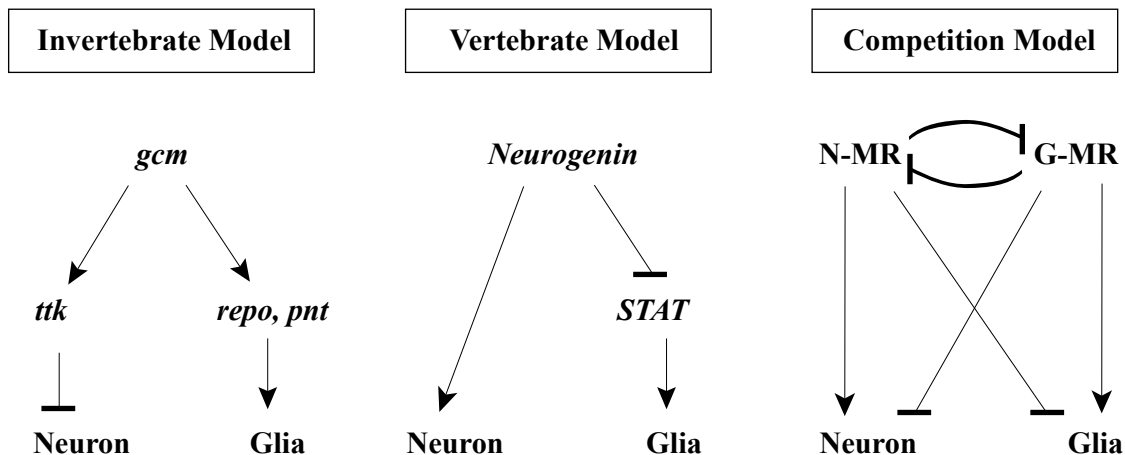 Invertebrate Model
Vertebrate Model
Competition Model
gcm
Neurogenin
N-MR
G-MR
ttk
repo, pnt
STAT
Neuron
Glia
Neuron
Glia
Neuron
Glia